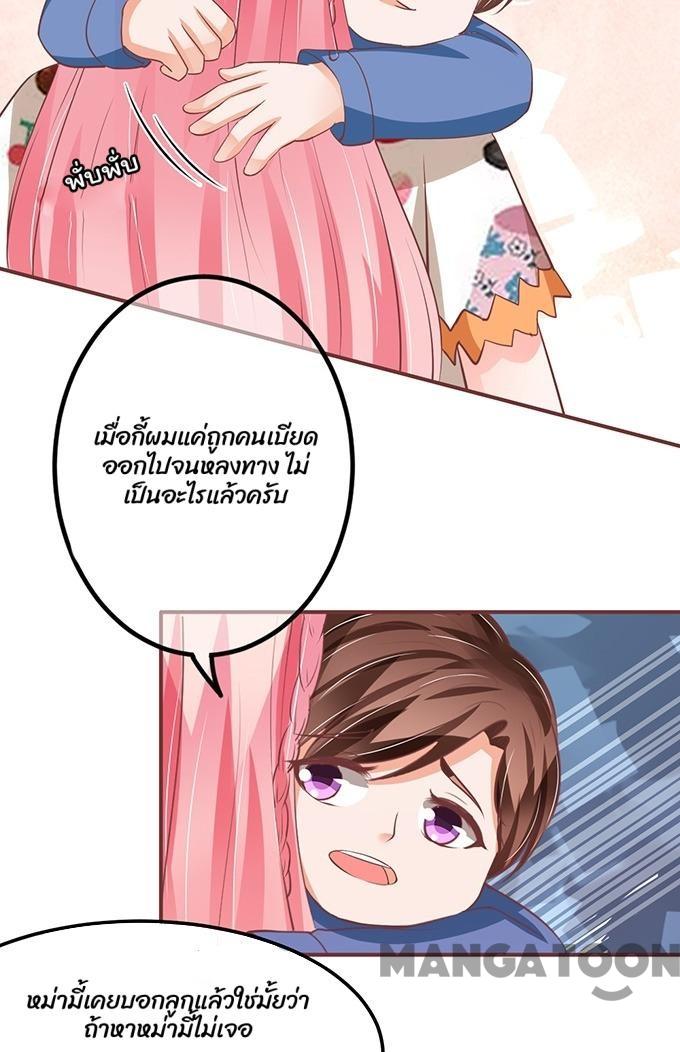 พั่บพั่บ
เมื่อกี้ผมแค่ถูกคนเบียด
ออกไปจนหลงทาง ไม่
เป็นอะไรแล้วครับ
MANGATOON
หม่ามี้เคยบอกลูกแล้วใช่มั้ยว่า
ถ้าหาหม่ามี้ไม่เจอ